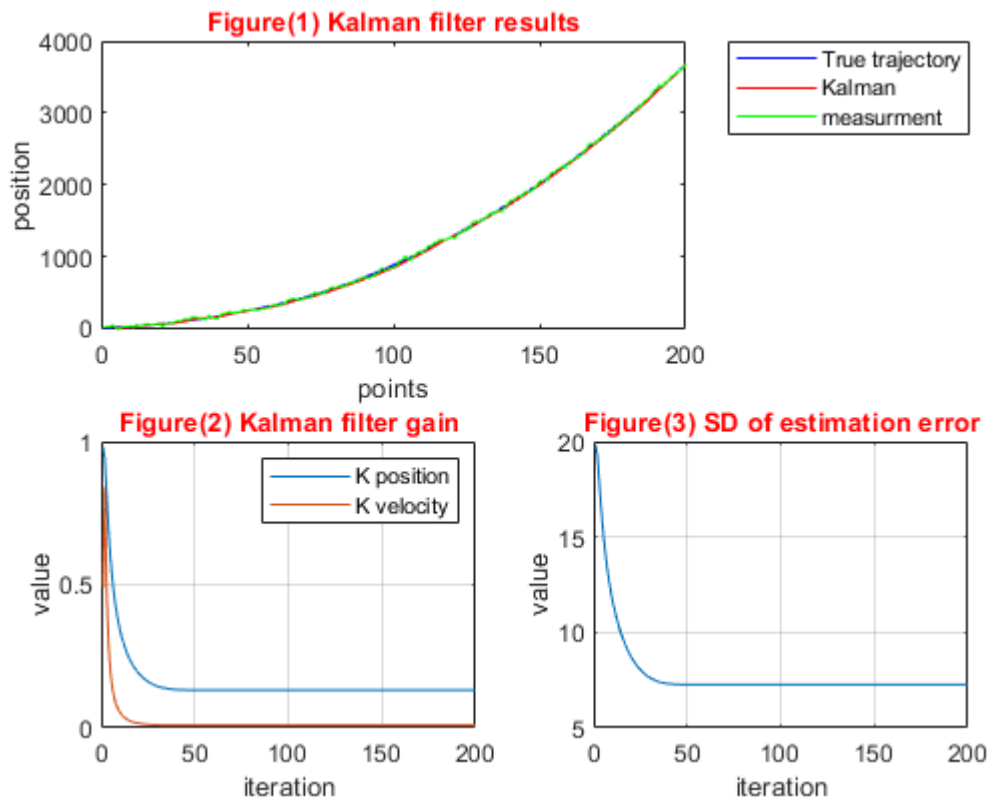 Figure(1) Kalman filter results
4000
3000
2000
1000
0
position
0 50 100 150 200
points
True trajectory
Kalman
measurment
Figure(2) Kalman filter gain
1
0.5
0
value
K position
K velocity
0 50 100 150 200
iteration
Figure(3) SD of estimation error
20
15
10
5
value
0 50 100 150 200
iteration